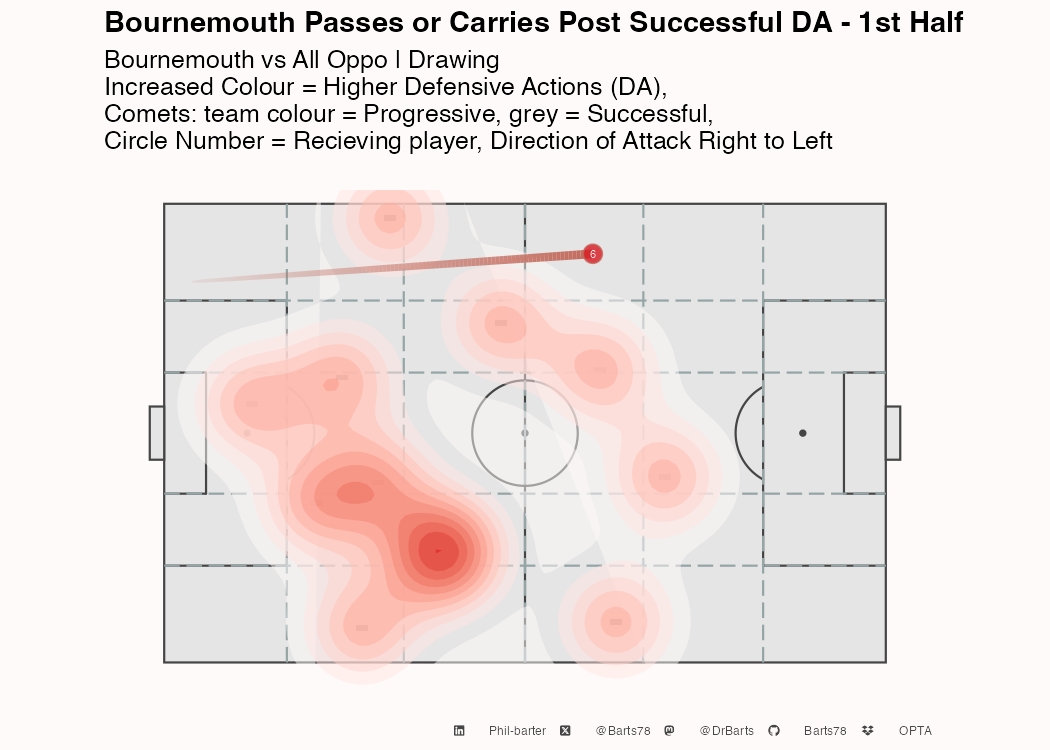 Bournemouth Passes or Carries Post Successful DA - 1st Half
Bournemouth vs All Oppo | Drawing
Increased Colour = Higher Defensive Actions (DA),
Comets: team colour = Progressive, grey = Successful,
Circle Number = Recieving player, Direction of Attack Right to Left
6
Phil-barter @Barts78 @DrBarts Barts78 OPTA